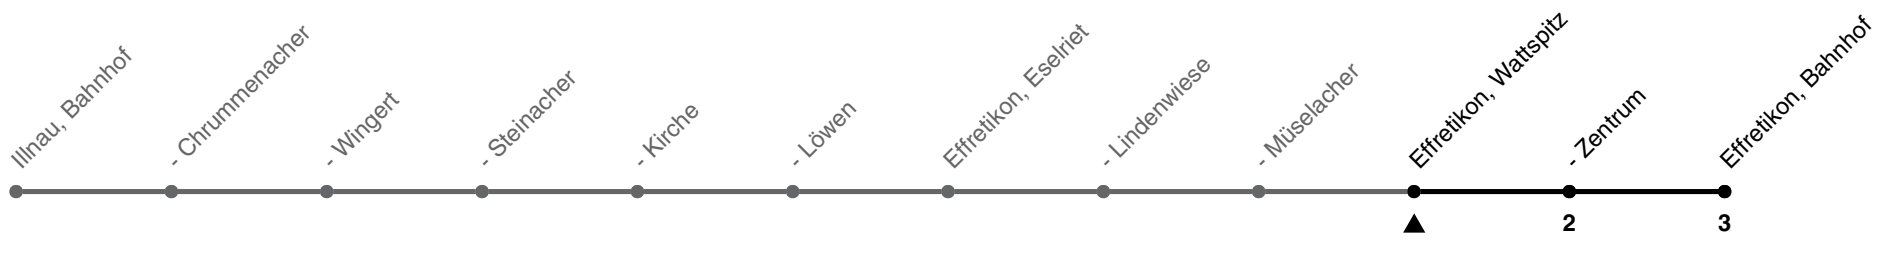 Illnau, Bahnhof
- Chrummenacher
- Wingert
- Steinacher
- Kirche
- Löwen
Effretikon, Eselriet
- Lindenwiese
- Müselacher
Effretikon, Wattspitz
- Zentrum
Effretikon, Bahnhof
2
3